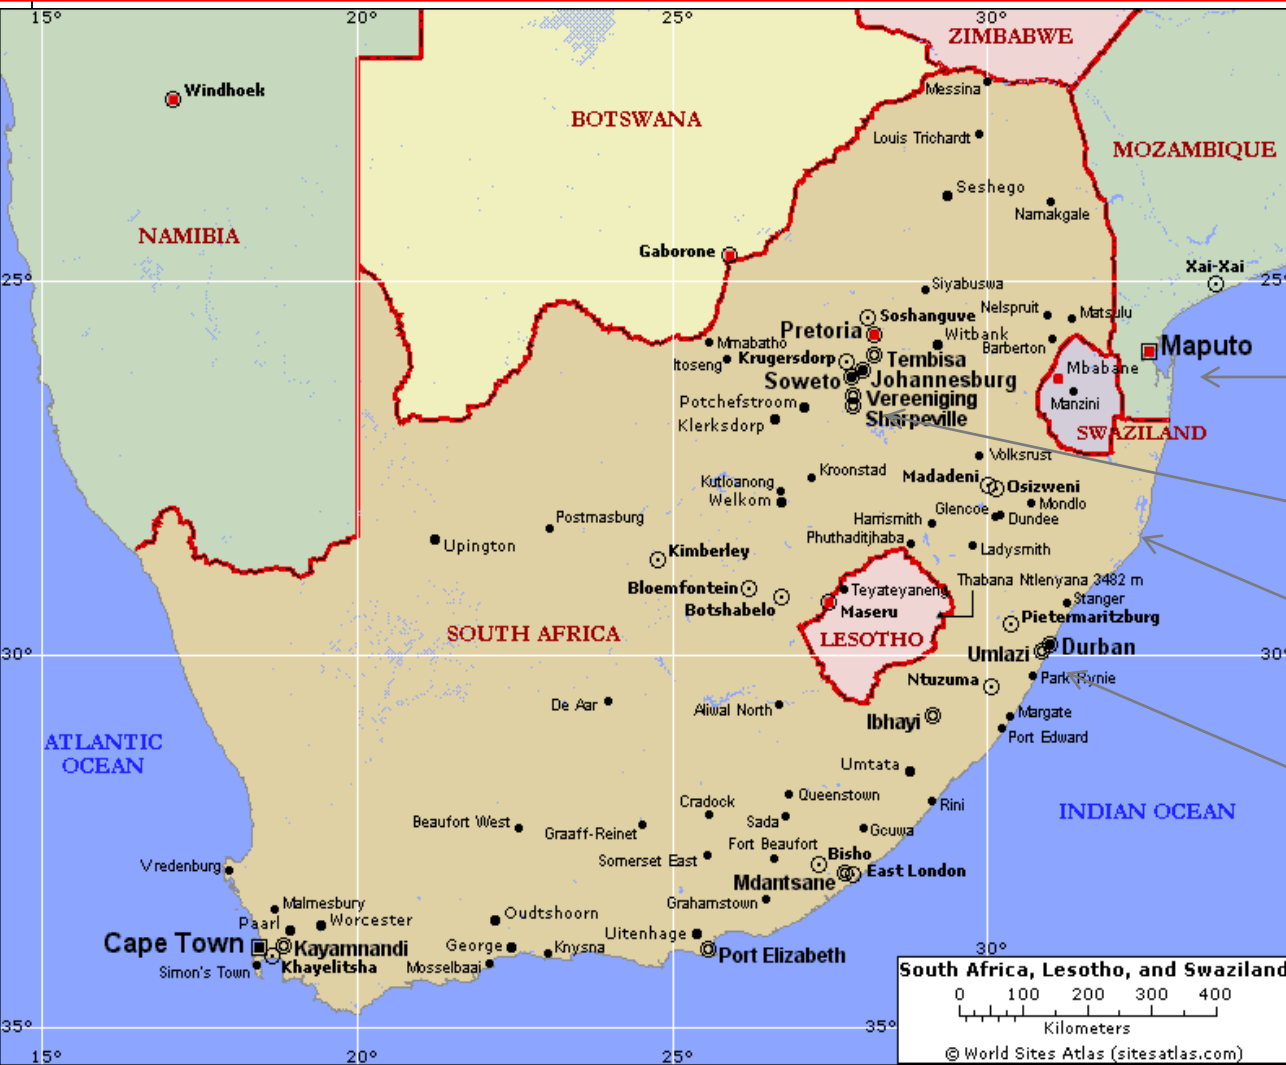 15°
20°
25°
30°
ZIMBABWE
Windhoek
Messina
BOTSWANA
Louis Trichardt
MOZAMBIQUE
Seshego
Namakgale
NAMIBIA
Gaborone
Xai-Xai
25°
25°
Siyabuswa
Nelspruit
Matsulu
Soshanguve
Pretoria
Witbank
Barberton
Maputo
Mmabatho
Itoseng
Krugersdorp
Tembisa
Mbabane
Soweto
Johannesburg
Vereeniging
Manzini
Potchefstroom
Sharpeville
Klerksdorp
SWAZILAND
Volksrust
Kroonstad
Madadeni
Osizweni
Kutloanong
Welkom
Mondlo
Glencoe
Dundee
Postmasburg
Harrismith
Upington
Phuthaditjhaba
Ladysmith
Kimberley
Thabana Ntlenyana 3482 m
Bloemfontein
Teyateyaneng
Stanger
Botshabelo
Maseru
Pietermaritzburg
SOUTH AFRICA
LESOTHO
Durban
30°
Umlazi
30°
Ntuzuma
Park Rynie
De Aar
Aliwal North
Ibhayi
Margate
Port Edward
ATLANTIC
OCEAN
Umtata
Queenstown
Cradock
Rini
INDIAN OCEAN
Beaufort West
Graaff-Reinet
Sada
Gcuwa
Fort Beaufort
Somerset East
Bisho
Vredenburg
East London
Mdantsane
Malmesbury
Grahamstown
Paarl
Worcester
Oudtshoorn
Uitenhage
Cape Town
Kayamnandi
George
Knysna
30°
Port Elizabeth
Khayelitsha
Mosselbaai
Simon's Town
South Africa, Lesotho, and Swaziland
0 100 200 300 400
Kilometers
35°
35°
© World Sites Atlas (sitesatlas.com)
15°
20°
25°